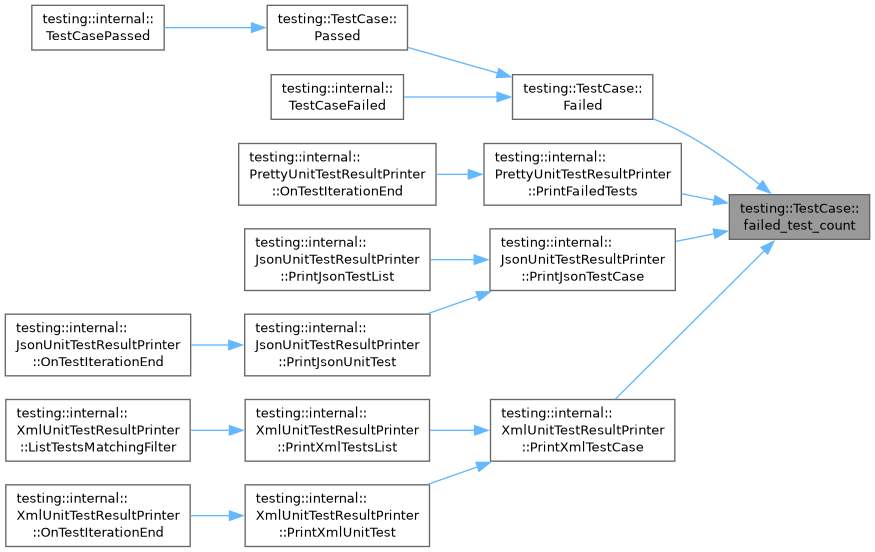 testing::internal::
TestCasePassed
testing::TestCase::
Passed
testing::internal::
TestCaseFailed
testing::TestCase::
Failed
testing::internal::
PrettyUnitTestResultPrinter
::OnTestIterationEnd
testing::internal::
PrettyUnitTestResultPrinter
::PrintFailedTests
testing::TestCase::
failed_test_count
testing::internal::
JsonUnitTestResultPrinter
::PrintJsonTestList
testing::internal::
JsonUnitTestResultPrinter
::PrintJsonTestCase
testing::internal::
JsonUnitTestResultPrinter
::OnTestIterationEnd
testing::internal::
JsonUnitTestResultPrinter
::PrintJsonUnitTest
testing::internal::
XmlUnitTestResultPrinter
::ListTestsMatchingFilter
testing::internal::
XmlUnitTestResultPrinter
::PrintXmlTestsList
testing::internal::
XmlUnitTestResultPrinter
::PrintXmlTestCase
testing::internal::
XmlUnitTestResultPrinter
::OnTestIterationEnd
testing::internal::
XmlUnitTestResultPrinter
::PrintXmlUnitTest